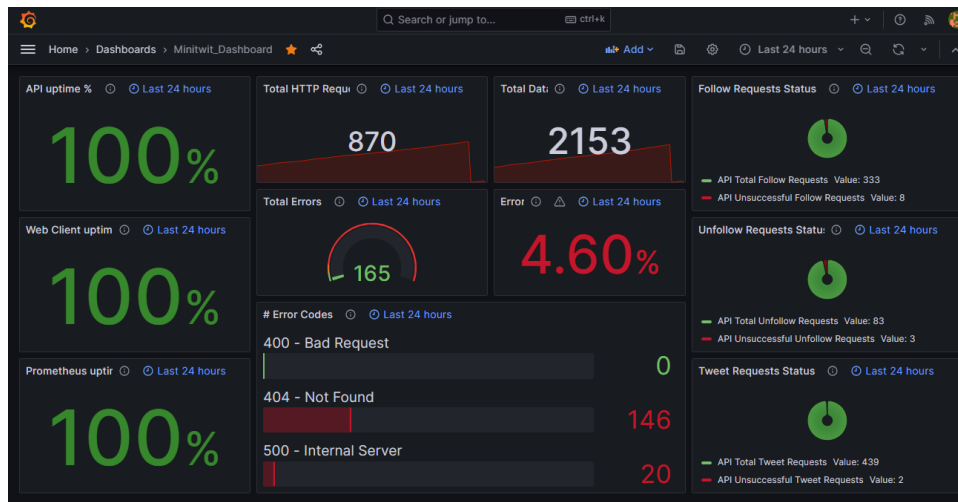 Search or jump to... ctrl+k
Home › Dashboards › Minitwit_Dashboard
Add
Last 24 hours
API uptime % Last 24 hours
100%
Web Client uptim Last 24 hours
100%
Prometheus uptir Last 24 hours
100%
Total HTTP Reque Last 24 hours
870
Total Data Last 24 hours
2153
Total Errors Last 24 hours
165
Error Last 24 hours
4.60%
# Error Codes Last 24 hours
400 - Bad Request
0
404 - Not Found
146
500 - Internal Server
20
Follow Requests Status Last 24 hours
API Total Follow Requests Value: 333
API Unsuccessful Follow Requests Value: 8
Unfollow Requests Status Last 24 hours
API Total Unfollow Requests Value: 83
API Unsuccessful Unfollow Requests Value: 3
Tweet Requests Status Last 24 hours
API Total Tweet Requests Value: 439
API Unsuccessful Tweet Requests Value: 2